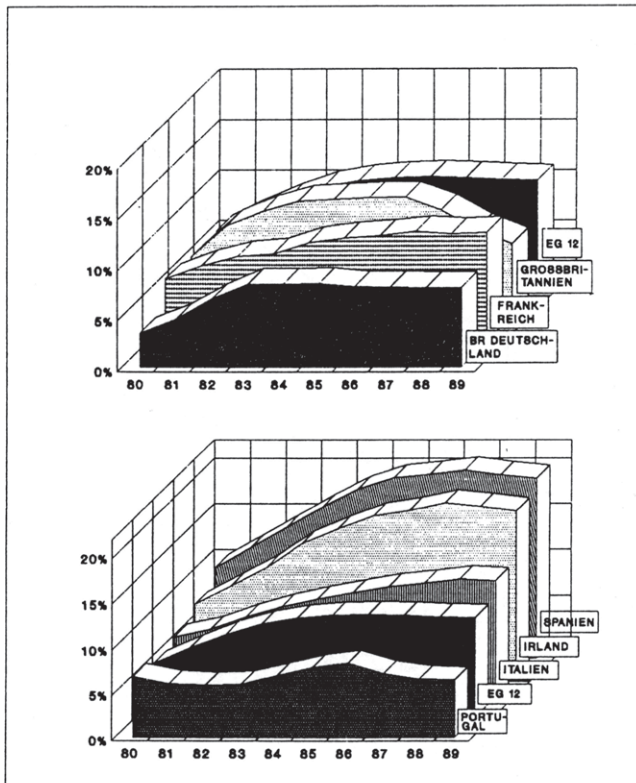 20%
15%
10%
5%
0%
80 81 82 83 84 85 86 87 88 89
EG 12
GROSSBRI-
TANNIEN
FRANK-
REICH
BR DEUTSCH-
LAND
20%
15%
10%
5%
0%
80 81 82 83 84 85 86 87 88 89
SPANIEN
IRLAND
ITALIEN
EG 12
PORTU-
GAL